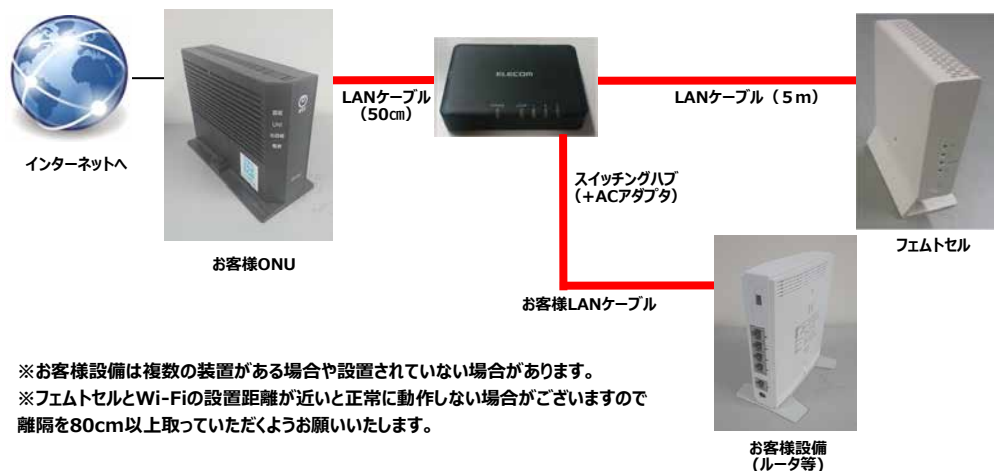 ELECOM
LANケーブル
（50㎝）
LANケーブル（５ｍ）
インターネットへ
スイッチングハブ
（+ACアダプタ）
フェムトセル
お客様ONU
お客様LANケーブル
※お客様設備は複数の装置がある場合や設置されていない場合があります。
※フェムトセルとWi-Fiの設置距離が近いと正常に動作しない場合がございますので
離隔を80cm以上取っていただくようお願いいたします。
お客様設備
（ルータ等）